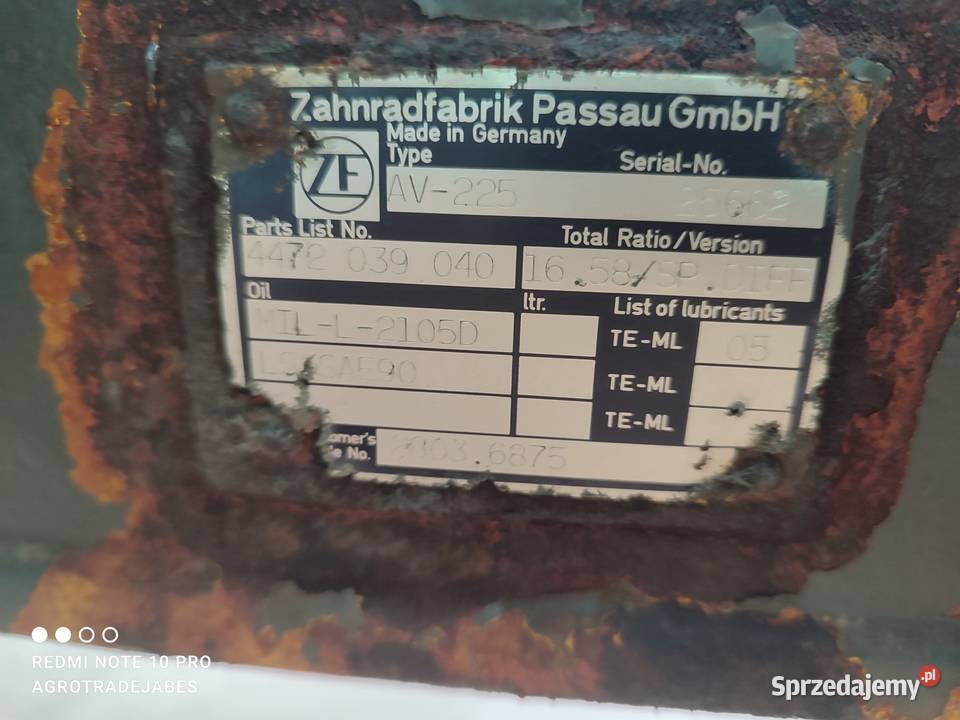 Zahnradfabrik Passau GmbH
Made in Germany
ZF
Type
Serial-No.
AV-225
Parts List No.
Total Ratio/Version
4472 039 040
16.58/SP.DIFF
Oil
ltr.
List of lubricants
MIL-L-2105D
TE-ML
05
TE-ML
TE-ML
No.
.6875
REDMI NOTE 10 PRO
AGROTRADEJABES
Sprzedajemy.pl